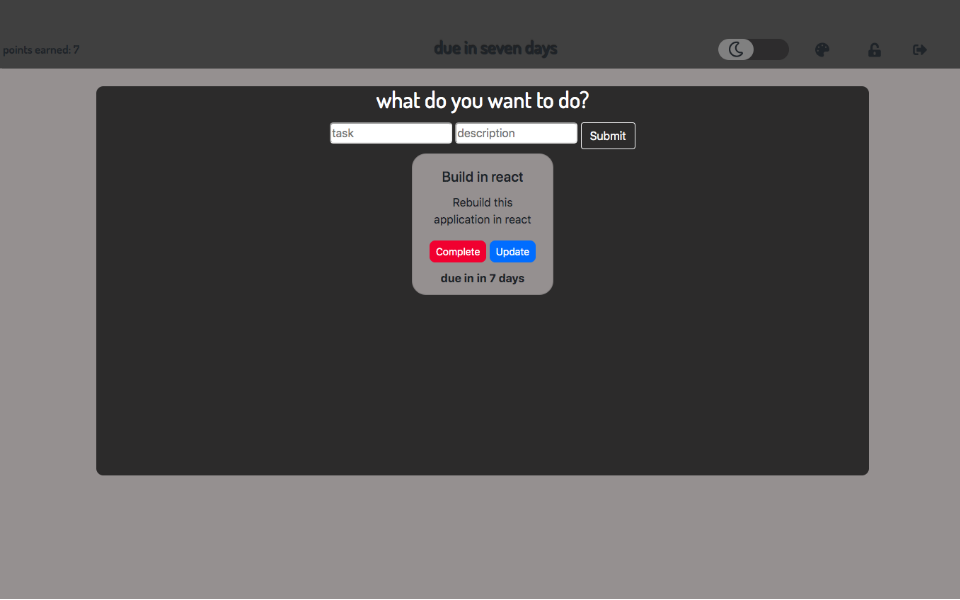 points earned: 7
due in seven days
what do you want to do?
task
description
Submit
Build in react
Rebuild this
application in react
Complete
Update
due in in 7 days